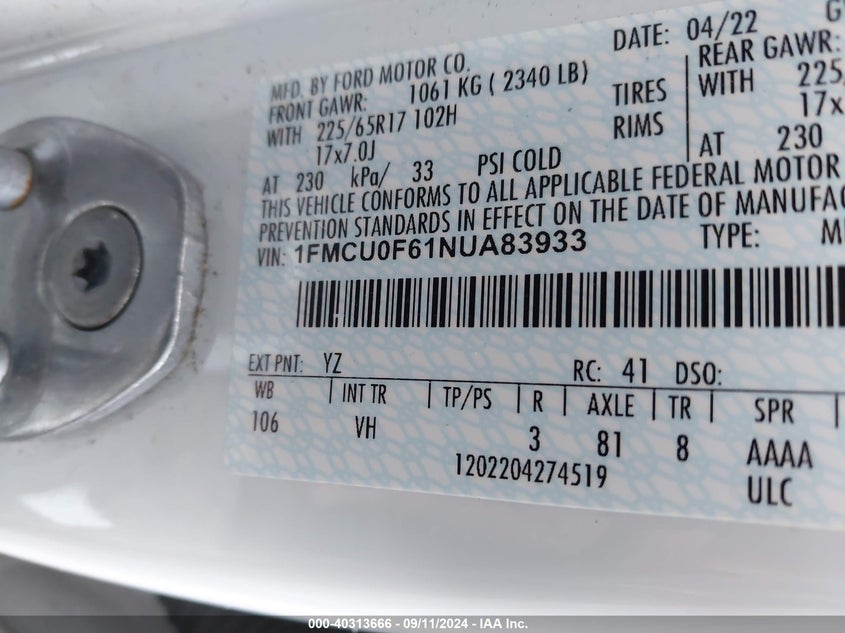 DATE: 04/22
MFD. BY FORD MOTOR CO.
FRONT GAWR: 1061 KG ( 2340 LB)
REAR GAWR:
WITH 225/65R17 102H TIRES
WITH
17x7.0J RIMS
AT 230 kPa/ 33 PSI COLD
AT 230
THIS VEHICLE CONFORMS TO ALL APPLICABLE FEDERAL MOTOR
PREVENTION STANDARDS IN EFFECT ON THE DATE OF
VIN: 1FMCU0F61NUA83933 TYPE:
EXT PNT: YZ RC: 41 DSO:
WB INT TR TP/PS R AXLE TR SPR
106 VH 3 81 8 AAAA
1202204274519 ULC
000-40313666 - 09/11/2024 - IAA Inc.